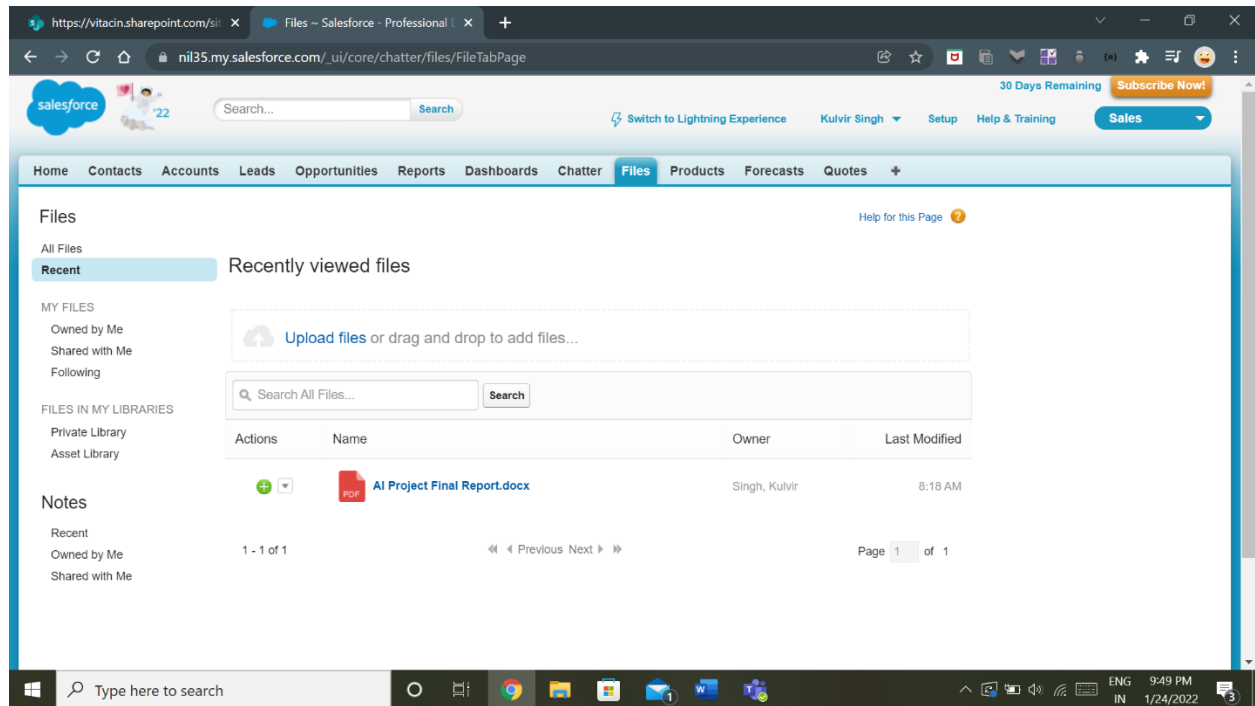 https://vitacin.sharepoint.com/sit
Files ~ Salesforce - Professional E
nil35.my.salesforce.com/_ui/core/chatter/files/FileTabPage
30 Days Remaining Subscribe Now!
salesforce '22 Search... Search
Switch to Lightning Experience Kulvir Singh Setup Help & Training Sales
Home Contacts Accounts Leads Opportunities Reports Dashboards Chatter Files Products Forecasts Quotes
Files
Help for this Page ?
All Files
Recent
Recently viewed files
MY FILES
Owned by Me
Shared with Me
Following
Upload files or drag and drop to add files...
Search All Files... Search
FILES IN MY LIBRARIES
Private Library
Asset Library
Actions Name Owner Last Modified
PDF AI Project Final Report.docx Singh, Kulvir 8:18 AM
Notes
Recent
Owned by Me
Shared with Me
1 - 1 of 1 Previous Next Page 1 of 1
Type here to search
1
ENG
IN
9:49 PM
1/24/2022
3